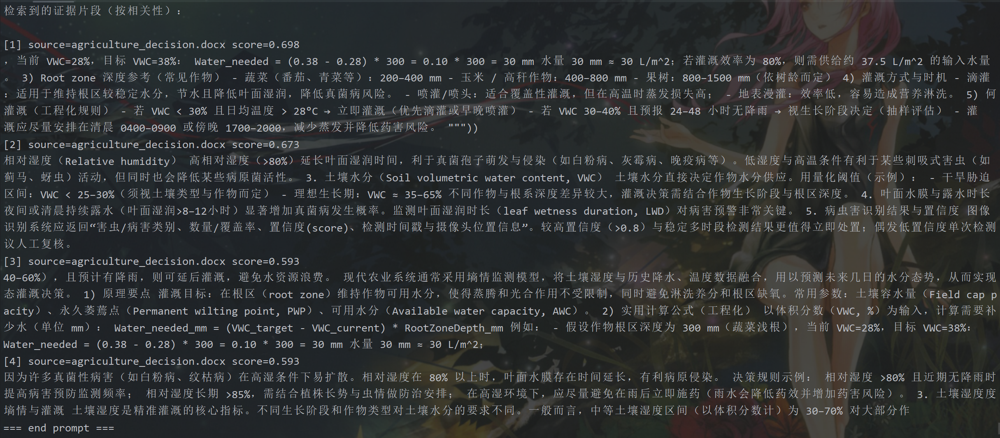 检索到的证据片段（按相关性）：
[1] source=agriculture_decision.docx score=0.698
，当前 VWC=28%，目标 VWC=38%： Water_needed = (0.38 - 0.28) * 300 = 0.10 * 300 = 30 mm 水量 30 mm ≈ 30 L/m^2；若灌溉效率为 80%，则需供给约 37.5 L/m^2 的输入水量
。 3) Root zone 深度参考（常见作物） - 蔬菜（番茄、青菜等）：200–400 mm - 玉米 / 高秆作物：400–800 mm - 果树：800–1500 mm（依树龄而定） 4) 灌溉方式与时机 - 滴灌
：适用于维持根区较稳定水分，节水且降低叶面湿润，降低真菌病风险。 - 喷灌/喷头：适合覆盖性灌溉，但在高温时蒸发损失高； - 地表漫灌：效率低，容易造成营养淋洗。 5) 何
灌溉（工程化规则） - 若 VWC < 30% 且日均温度 > 28°C → 立即灌溉（优先滴灌或早晚喷灌） - 若 VWC 30–40% 且预报 24–48 小时无降雨 → 视生长阶段决定（抽样评估） - 灌
溉应尽量安排在清晨 0400–0900 或傍晚 1700–2000，减少蒸发并降低药害风险。 """))
[2] source=agriculture_decision.docx score=0.673
相对湿度（Relative humidity） 高相对湿度（>80%）延长叶面湿润时间，利于真菌孢子萌发与侵染（如白粉病、灰霉病、晚疫病等）。低湿度与高温条件有利于某些刺吸式害虫（如
蓟马、蚜虫）活动，但同时也会降低某些病原菌活性。 3. 土壤水分（Soil volumetric water content, VWC） 土壤水分直接决定作物水分供应。用量化阈值（示例）： - 干旱胁迫
区间：VWC < 25–30%（须视土壤类型与作物而定） - 理想生长期：VWC ≈ 35–65% 不同作物与根系深度差异较大，灌溉决策需结合作物生长阶段与根区深度。 4. 叶面水膜与露水时长
夜间或清晨持续露水（叶面湿润>8–12小时）显著增加真菌病发生概率。监测叶面湿润时长（leaf wetness duration, LWD）对病害预警非常关键。 5. 病虫害识别结果与置信度 图像
识别系统应返回“害虫/病害类别、数量/覆盖率、置信度(score)、检测时间戳与摄像头位置信息”。较高置信度（>0.8）与稳定多时段检测结果更值得立即处置；偶发低置信度单次检测
议人工复核。
[3] source=agriculture_decision.docx score=0.593
40–60%），且预计有降雨，则可延后灌溉，避免水资源浪费。 现代农业系统通常采用墒情监测模型，将土壤湿度与历史降水、温度数据融合，用以预测未来几日的水分态势，从而实现
态灌溉决策。 1) 原理要点 灌溉目标：在根区（root zone）维持作物可用水分，使得蒸腾和光合作用不受限制，同时避免淋洗养分和根区缺氧。常用参数：土壤容水量（Field cap p
acity）、永久萎蔫点（Permanent wilting point, PWP）、可用水分（Available water capacity, AWC）。 2) 实用计算公式（工程化） 以体积分数（VWC, %）为输入，计算需要补
少水（单位 mm）： Water_needed_mm = (VWC_target - VWC_current) * RootZoneDepth_mm 例如： - 假设作物根区深度为 300 mm（蔬菜浅根），当前 VWC=28%，目标 VWC=38%：
Water_needed = (0.38 - 0.28) * 300 = 0.10 * 300 = 30 mm 水量 30 mm ≈ 30 L/m^2；
[4] source=agriculture_decision.docx score=0.593
因为许多真菌性病害（如白粉病、纹枯病）在高湿条件下易扩散。相对湿度在 80% 以上时，叶面水膜存在时间延长，有利病原侵染。 决策规则示例： 相对湿度 >80% 且近期无降雨时
提高病害预防监测频率； 相对湿度长期 >85%，需结合植株长势与虫情做防治安排； 在高湿环境下，应尽量避免在雨后立即施药（雨水会降低药效并增加药害风险）。 3. 土壤湿度度
墒情与灌溉 土壤湿度是精准灌溉的核心指标。不同生长阶段和作物类型对土壤水分的要求不同。一般而言，中等土壤湿度区间（以体积分数计）为 30–70% 对大部分作
=== end prompt ===